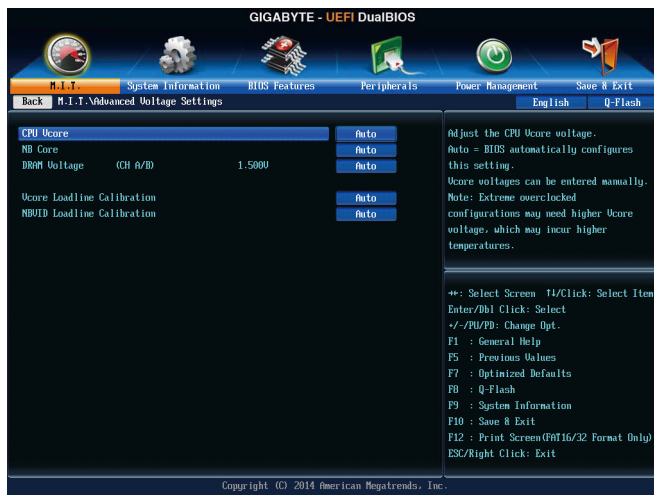 GIGABYTE - UEFI DualBIOS
M.I.T.
System Information
BIOS Features
Peripherals
Power Management
Save & Exit
Back M.I.T.\Advanced Voltage Settings
English
Q-Flash
CPU Vcore Auto
NB Core Auto
DRAM Voltage (CH A/B) 1.500V Auto
Vcore Loadline Calibration Auto
NBVID Loadline Calibration Auto
Adjust the CPU Vcore voltage.
Auto = BIOS automatically configures
this setting.
Vcore voltages can be entered manually.
Note: Extreme overclocked
configurations may need higher Vcore
voltage, which may incur higher
temperatures.
→←: Select Screen ↑↓/Click: Select Item
Enter/Dbl Click: Select
+/-/PU/PD: Change Opt.
F1 : General Help
F5 : Previous Values
F7 : Optimized Defaults
F8 : Q-Flash
F9 : System Information
F10 : Save & Exit
F12 : Print Screen(FAT16/32 Format Only)
ESC/Right Click: Exit
Copyright (C) 2014 American Megatrends, Inc.